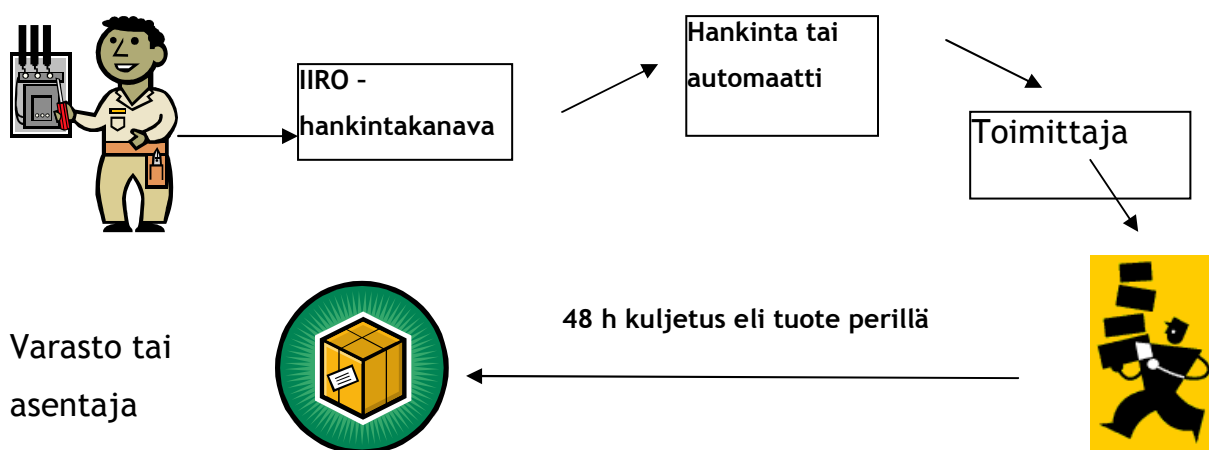 IIRO –
hankintakanava
Hankinta tai
automaatti
Toimittaja
48 h kuljetus eli tuote perillä
Varasto tai
asentaja